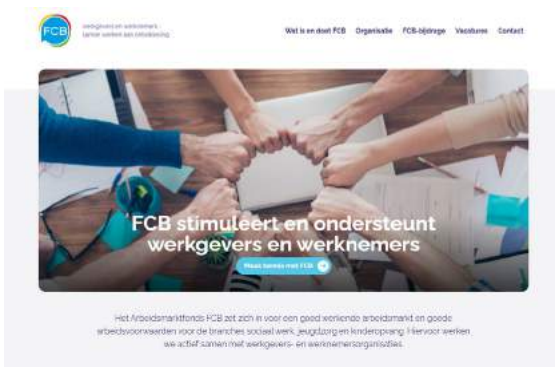 FCB
werkgevers en werknemers -
samen werken aan ontwikkeling
Wat is en doet FCB Organisatie FCB-bijdrage Vacatures Contact
FCB stimuleert en ondersteunt
werkgevers en werknemers
Maak kennis met FCB
Het Arbeidsmarktfonds FCB zet zich in voor een goed werkende arbeidsmarkt en goede
arbeidsvoorwaarden voor de branches sociaal werk, jeugdzorg en kinderopvang. Hiervoor werken
we actief samen met werkgevers- en werknemersorganisaties.